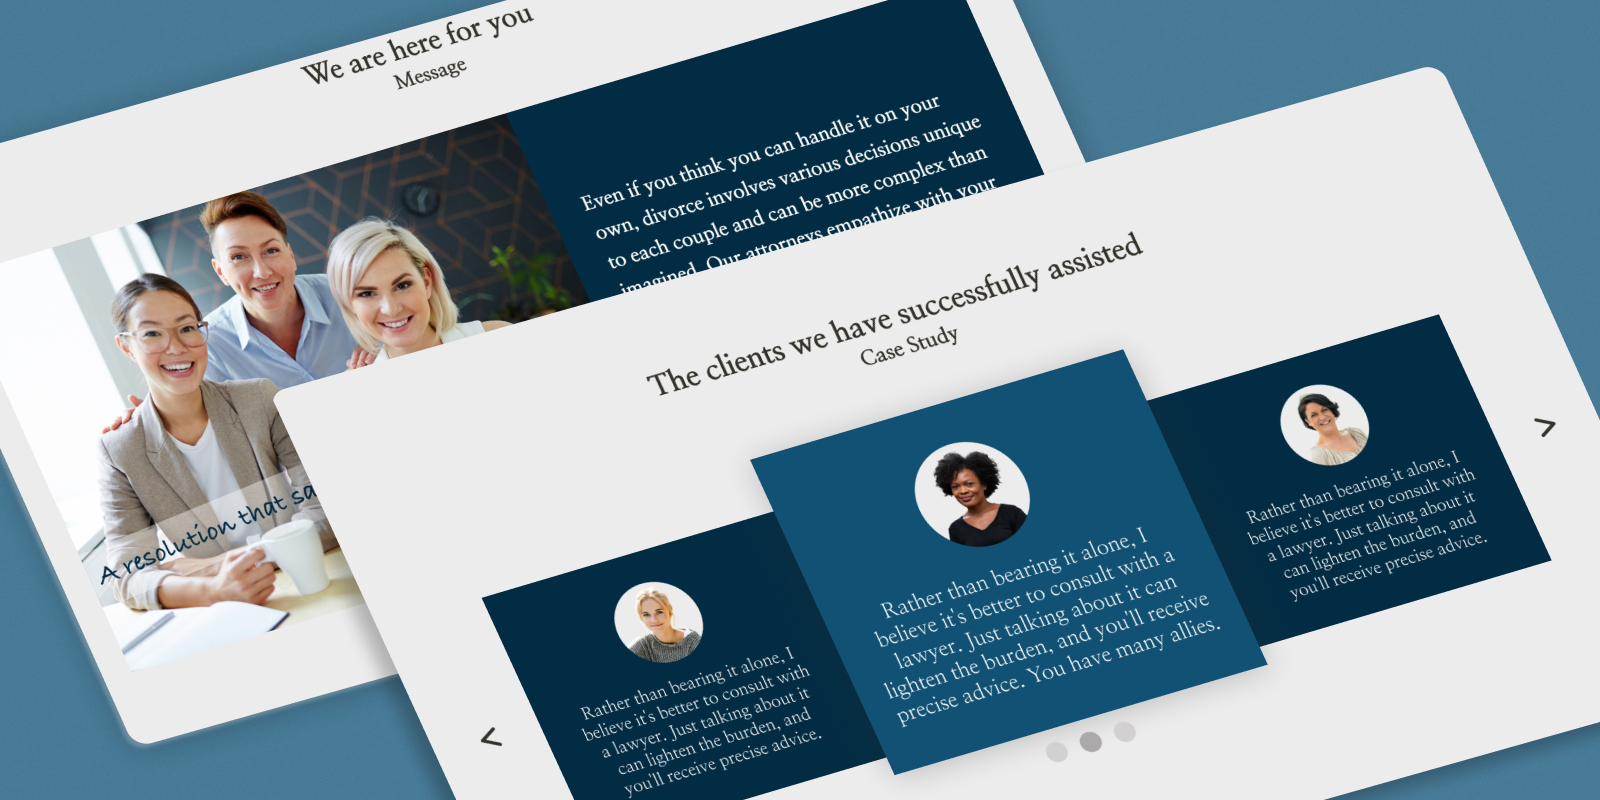 We are here for you
Message
Even if you think you can handle it on your
own, divorce involves various decisions unique
to each couple and can be more complex than
imagined. Our attorneys empathize with your
A resolution that sa
The clients we have successfully assisted
Case Study
Rather than bearing it alone, I
believe it's better to consult with
a lawyer. Just talking about it
can lighten the burden, and
you'll receive precise advice.
Rather than bearing it alone, I
believe it's better to consult with a
lawyer. Just talking about it can
lighten the burden, and you'll receive
precise advice. You have many allies.
Rather than bearing it alone, I
believe it's better to consult with
a lawyer. Just talking about it
can lighten the burden, and
you'll receive precise advice.